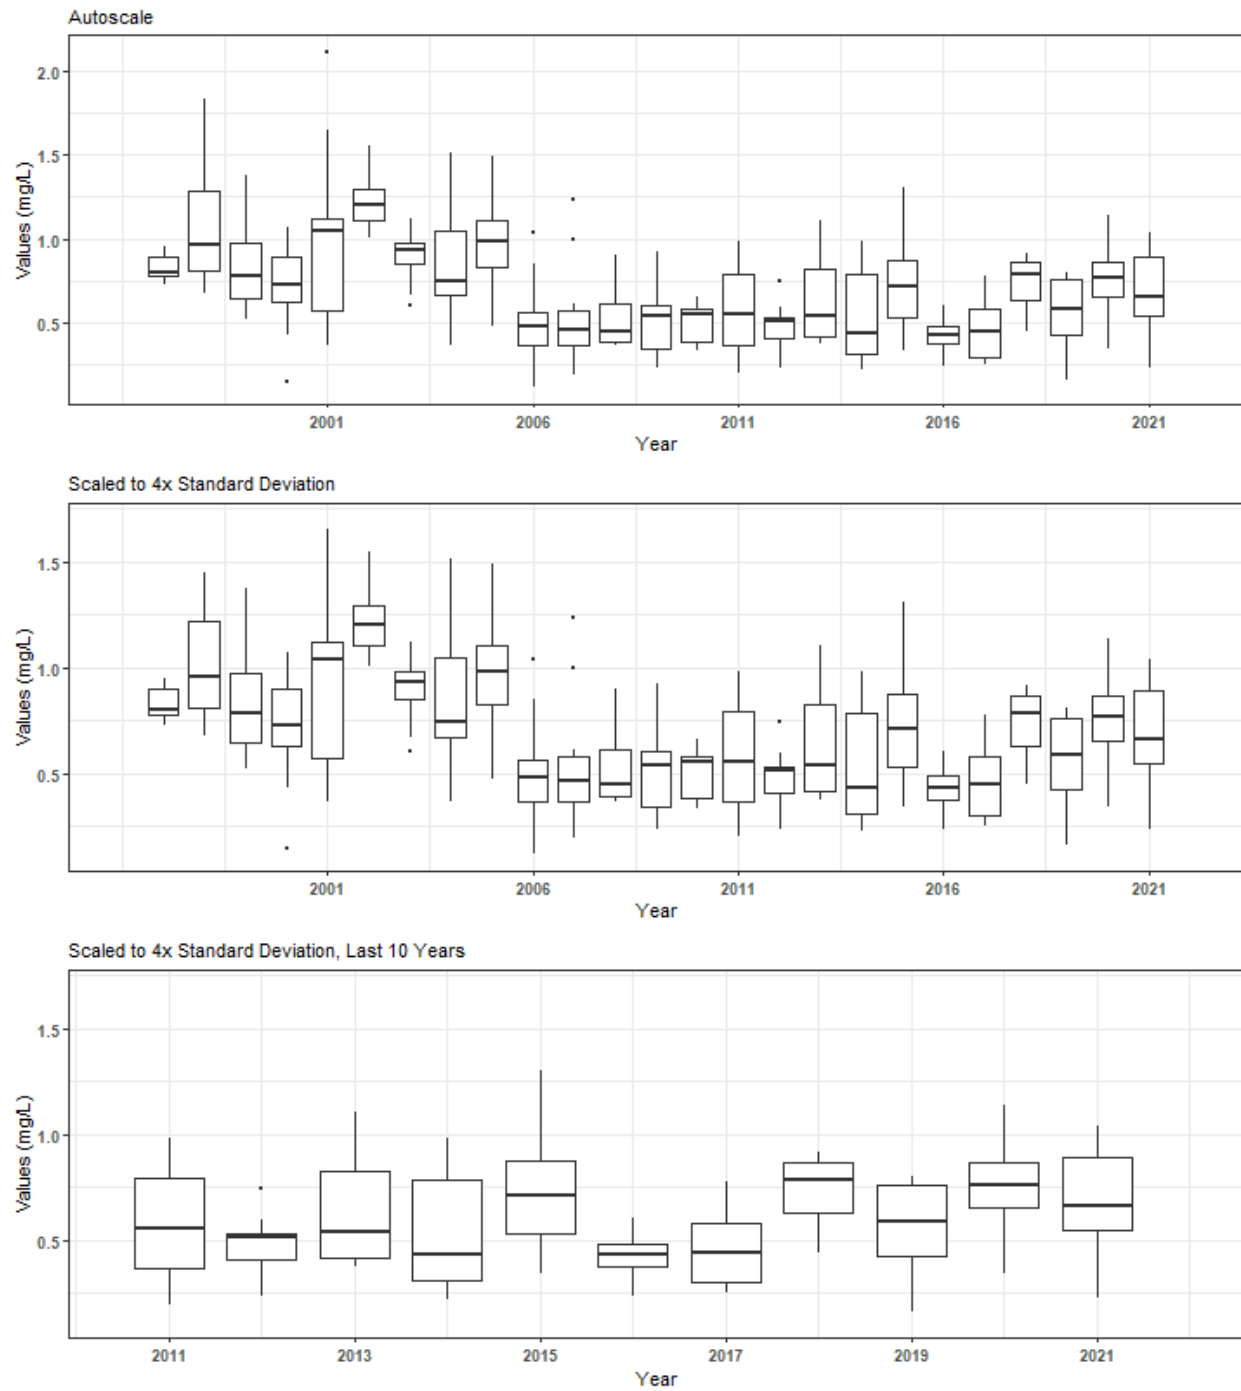 Autoscale
2.0
1.5
1.0
0.5
Values (mg/L)
2001 2006 2011 2016 2021
Year
Scaled to 4x Standard Deviation
1.5
1.0
0.5
Values (mg/L)
2001 2006 2011 2016 2021
Year
Scaled to 4x Standard Deviation, Last 10 Years
1.5
1.0
0.5
Values (mg/L)
2011 2013 2015 2017 2019 2021
Year